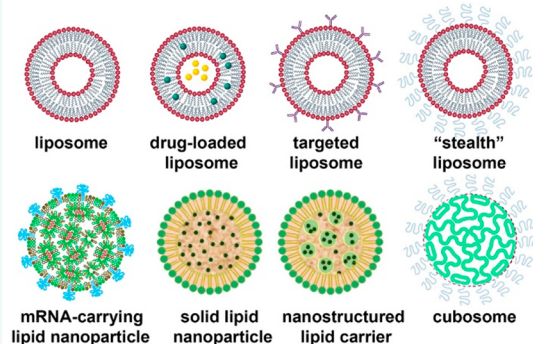 liposome
drug-loaded
liposome
targeted
liposome
“stealth”
liposome
mRNA-carrying
lipid nanoparticle
solid lipid
nanoparticle
nanostructured
lipid carrier
cubosome